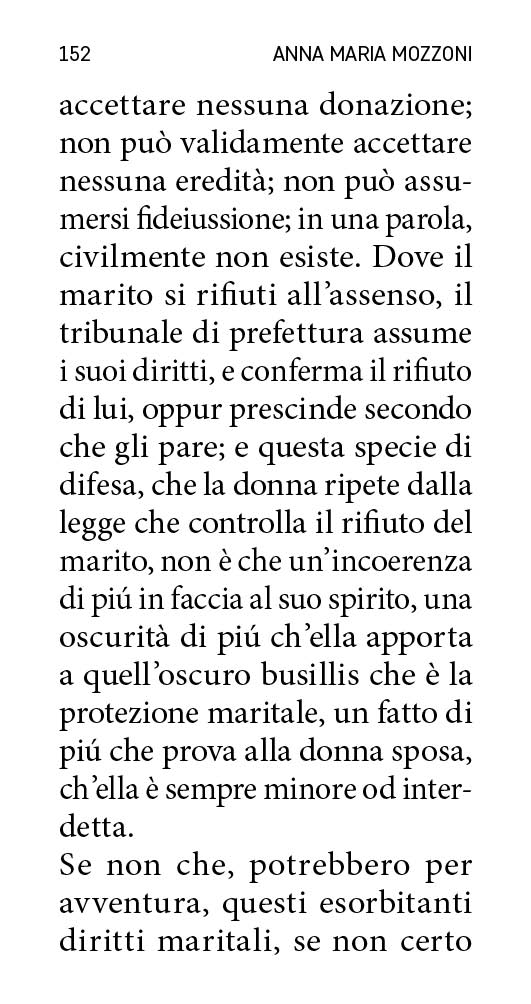 152
ANNA MARIA MOZZONI
accettare nessuna donazione;
non può validamente accettare
nessuna eredità; non può assu-
mersi fideiussione; in una parola,
civilmente non esiste. Dove il
marito si rifiuti all’assenso, il
tribunale di prefettura assume
i suoi diritti, e conferma il rifiuto
di lui, oppur prescinde secondo
che gli pare; e questa specie di
difesa, che la donna ripete dalla
legge che controlla il rifiuto del
marito, non è che un’incoerenza
di piú in faccia al suo spirito, una
oscurità di piú ch’ella apporta
a quell’oscuro busillis che è la
protezione maritale, un fatto di
piú che prova alla donna sposa,
ch’ella è sempre minore od inter-
detta.
Se non che, potrebbero per
avventura, questi esorbitanti
diritti maritali, se non certo